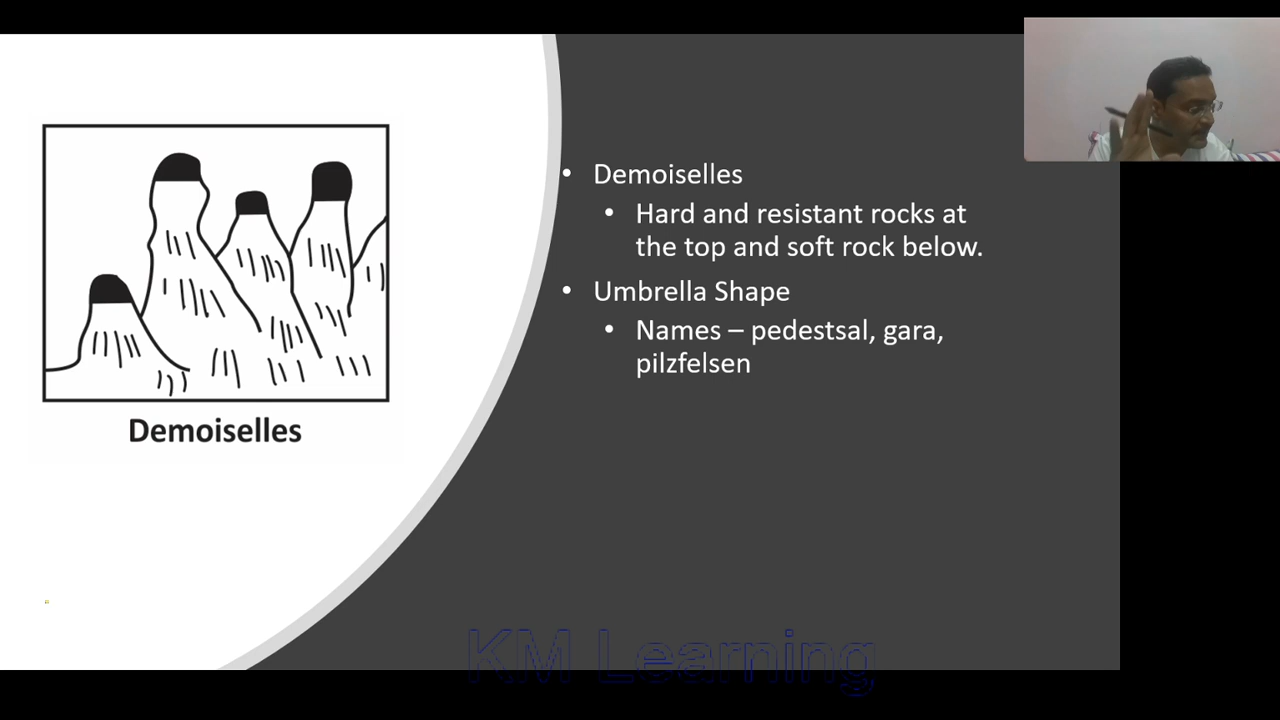 Demoiselles
• Demoiselles
• Hard and resistant rocks at
the top and soft rock below.
• Umbrella Shape
• Names – pedestsal, gara,
pilzfelsen
KM Learning